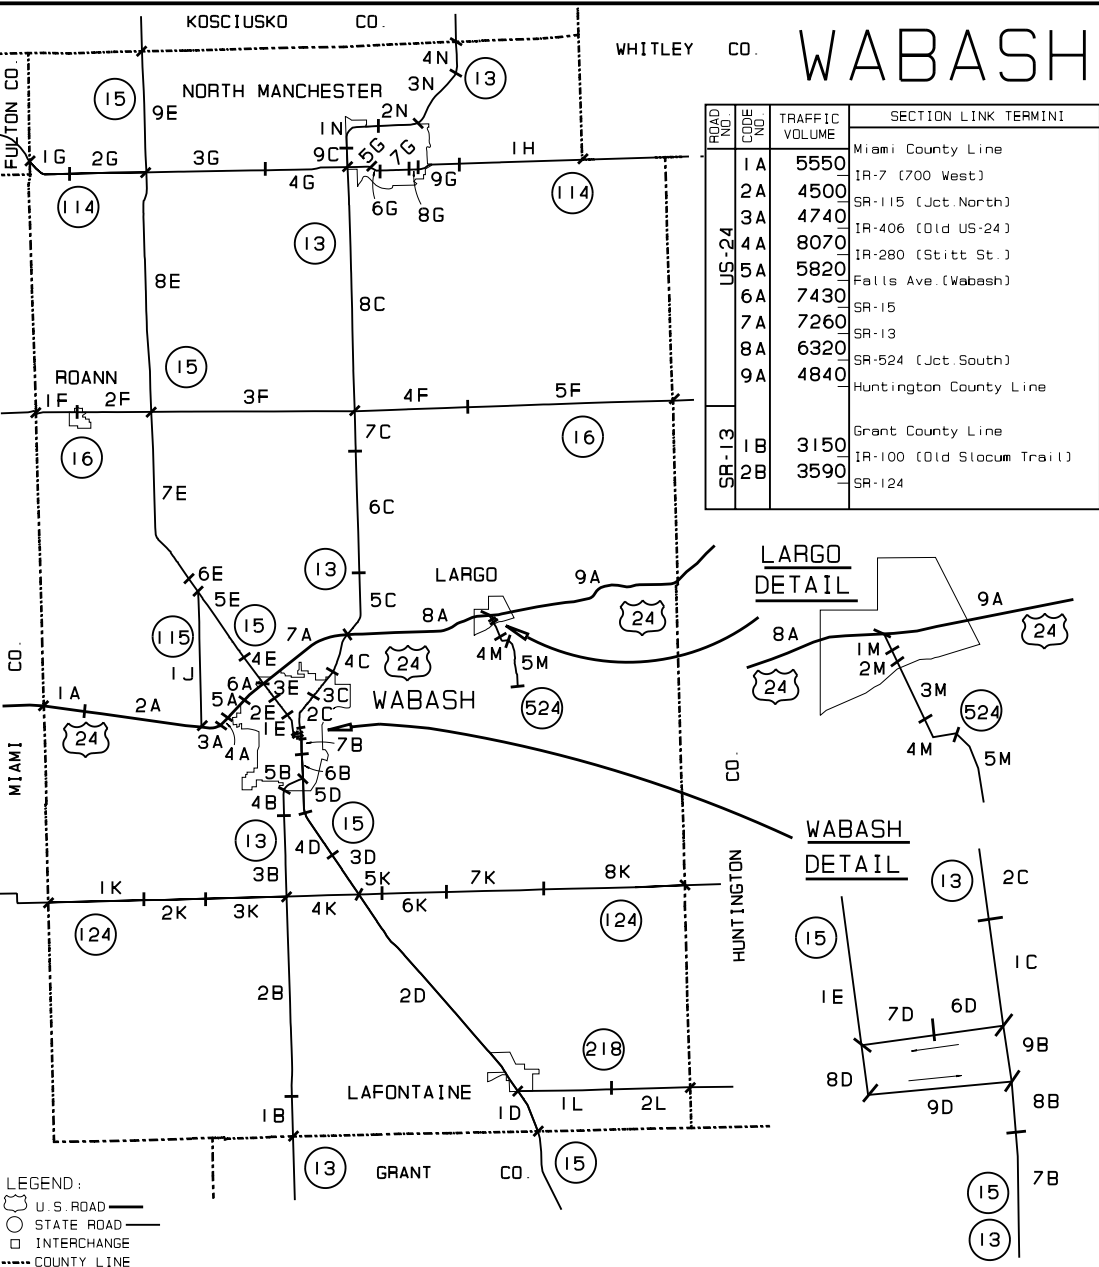 KOSCIUSKO CO.
WHITLEY CO.
WABASH
FULTON CO.
15
9E
NORTH MANCHESTER
4N
3N
13
2N
1N
9C
5G
7G
1H
1G
2G
3G
4G
9G
6G
8G
114
114
13
8E
8C
15
ROANN
1F
2F
3F
4F
5F
16
16
7C
7E
6C
6E
5E
13
LARGO
9A
5C
8A
24
115
15
7A
4M
5M
1J
4E
24
4C
524
6A
3E
3C
WABASH
1A
2A
5A
2E
2C
24
1E
3A
4A
7B
MIAMI CO.
5B
6B
4B
5D
13
15
4D
3D
3B
5K
7K
8K
1K
2K
3K
4K
6K
124
124
HUNTINGTON CO.
2B
2D
218
LAFONTAINE
1B
1D
1L
2L
13
GRANT CO.
15
ROAD NO.
CODE NO.
TRAFFIC VOLUME
SECTION LINK TERMINI
US-24
Miami County Line
1A 5550
IR-7 (700 West)
2A 4500
SR-115 (Jct.North)
3A 4740
IR-406 (Old US-24)
4A 8070
IR-280 (Stitt St.)
5A 5820
Falls Ave.(Wabash)
6A 7430
SR-15
7A 7260
SR-13
8A 6320
SR-524 (Jct.South)
9A 4840
Huntington County Line
SR-13
Grant County Line
1B 3150
IR-100 (Old Slocum Trail)
2B 3590
SR-124
LARGO
DETAIL
8A
9A
24
24
1M
2M
3M
524
4M
5M
WABASH
DETAIL
13
2C
15
1C
1E
7D
6D
9B
8D
9D
8B
7B
15
13
LEGEND:
U.S.ROAD
STATE ROAD
INTERCHANGE
COUNTY LINE